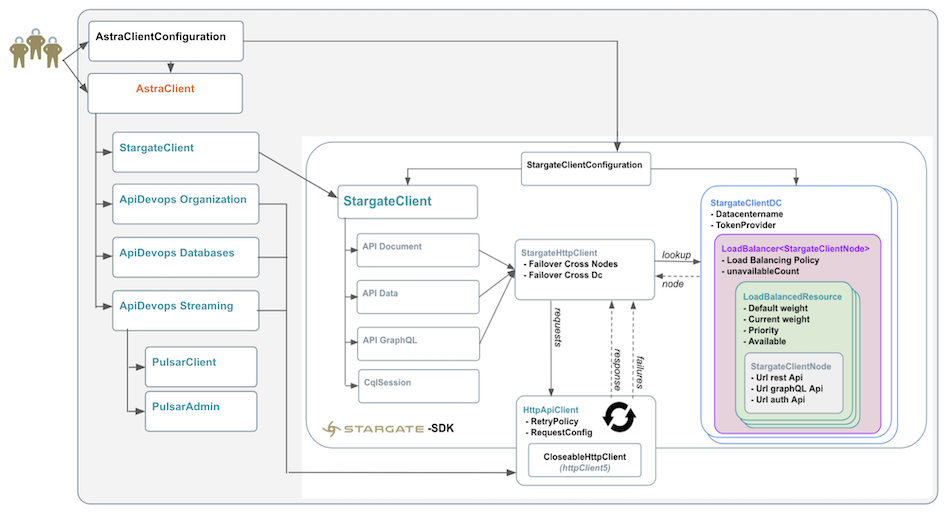 AstraClientConfiguration
AstraClient
StargateClient
ApiDevops Organization
ApiDevops Databases
ApiDevops Streaming
PulsarClient
PulsarAdmin
StargateClientConfiguration
StargateClient
API Document
API Data
API GraphQL
CqlSession
StargateHttpClient
- Failover Cross Nodes
- Failover Cross Dc
lookup
node
requests
response
failures
HttpApiClient
- RetryPolicy
- RequestConfig
CloseableHttpClient
(httpClient5)
StargateClientDC
- Datacentername
- TokenProvider
LoadBalancer<StargateClientNode>
- Load Balancing Policy
- unavailableCount
LoadBalancedResource
- Default weight
- Current weight
- Priority
- Available
StargateClientNode
- Url rest Api
- Url graphQL Api
- Url auth Api
STARGATE -SDK